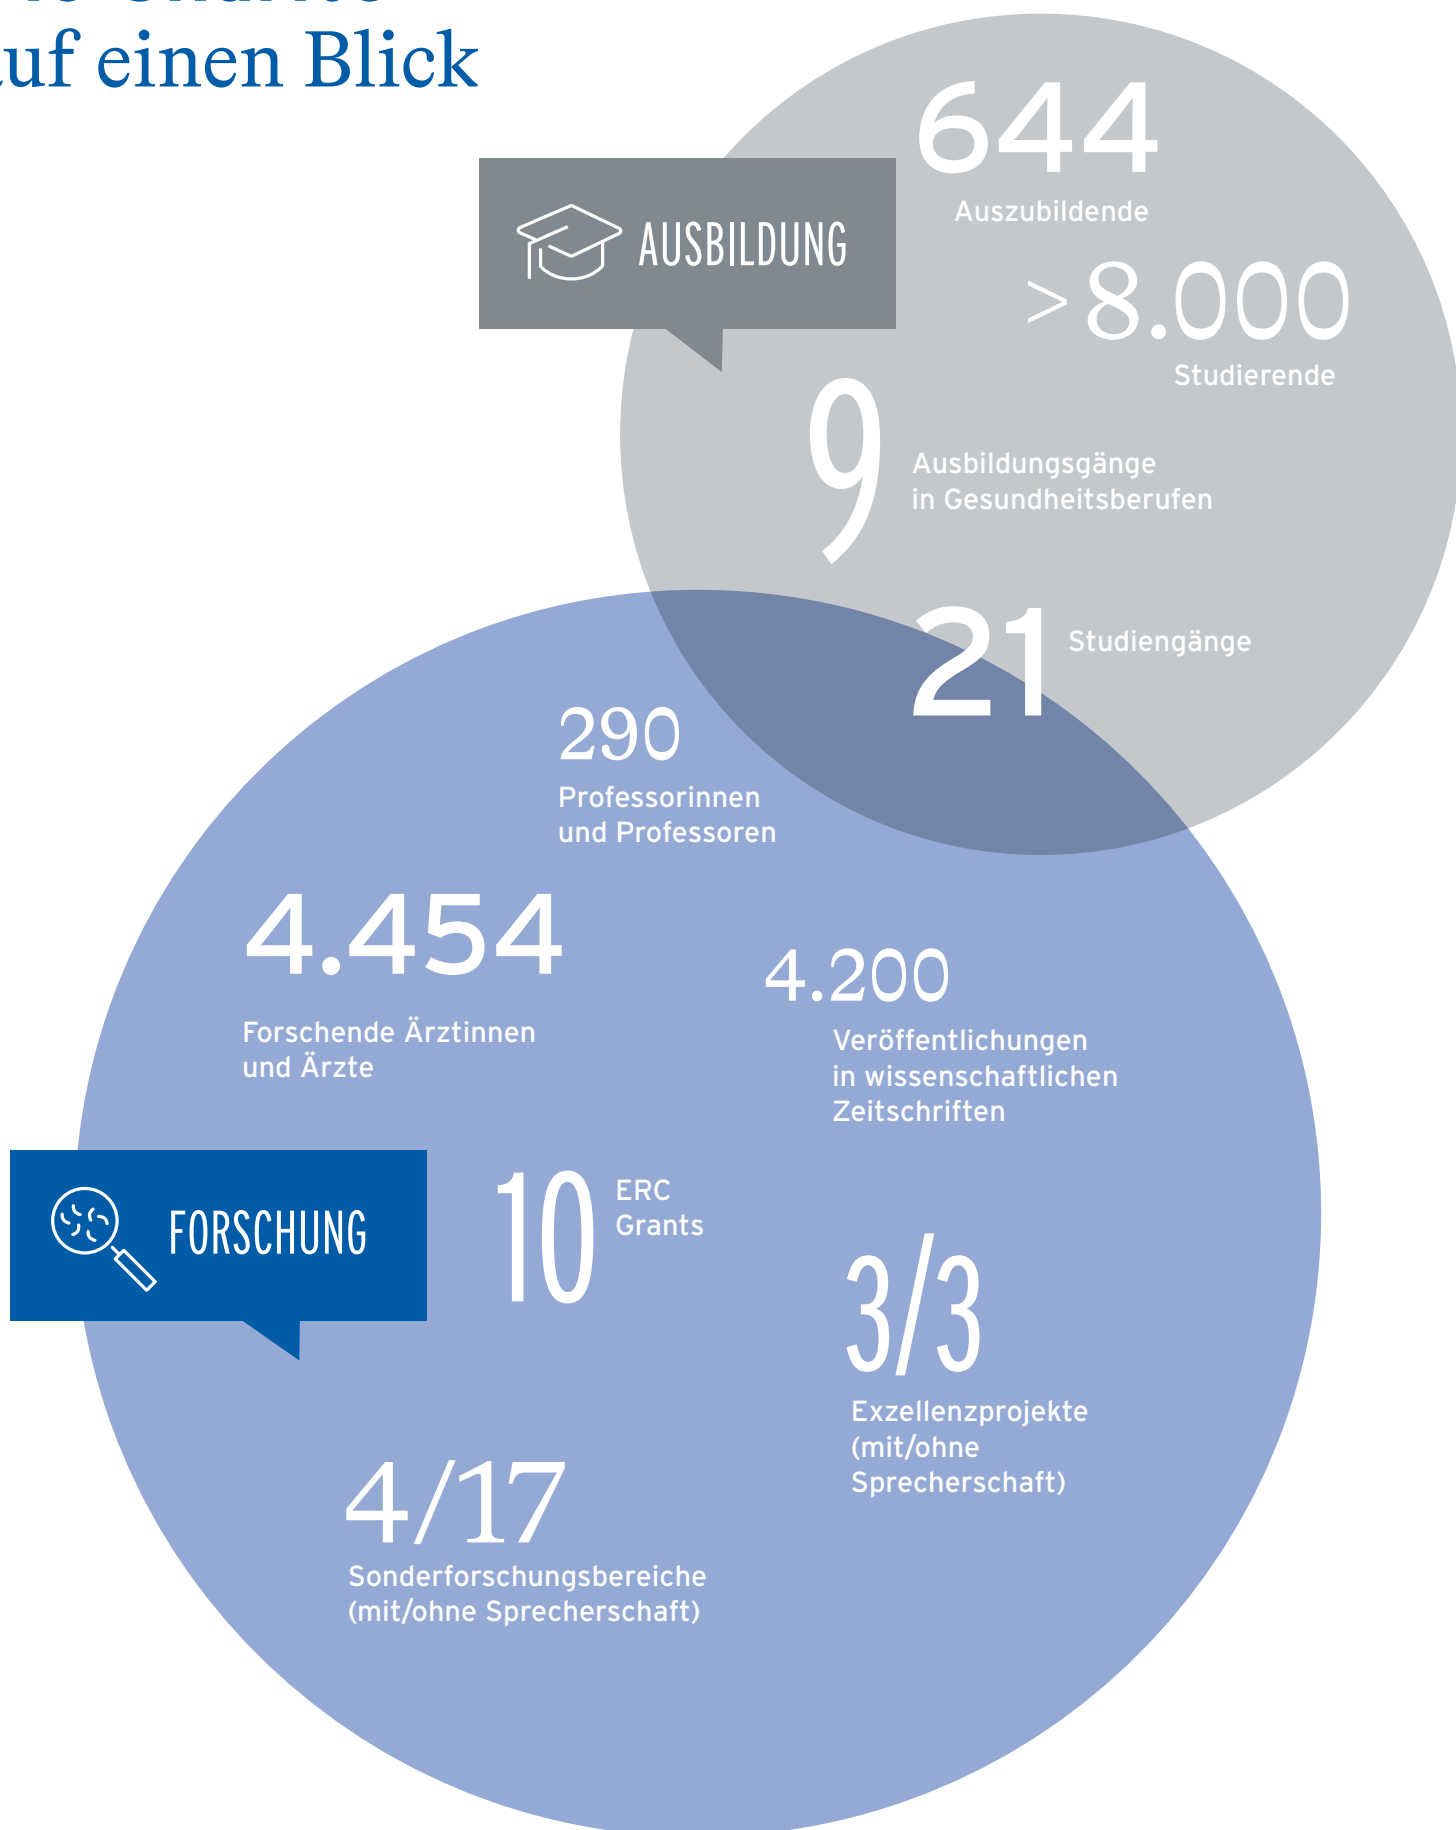 auf einen Blick
644
Auszubildende
AUSBILDUNG
> 8.000
Studierende
9
Ausbildungsgänge
in Gesundheitsberufen
21
Studiengänge
290
Professorinnen
und Professoren
4.454
Forschende Ärztinnen
und Ärzte
4.200
Veröffentlichungen
in wissenschaftlichen
Zeitschriften
FORSCHUNG
10
ERC
Grants
3/3
Exzellenzprojekte
(mit/ohne
Sprecherschaft)
4/17
Sonderforschungsbereiche
(mit/ohne Sprecherschaft)